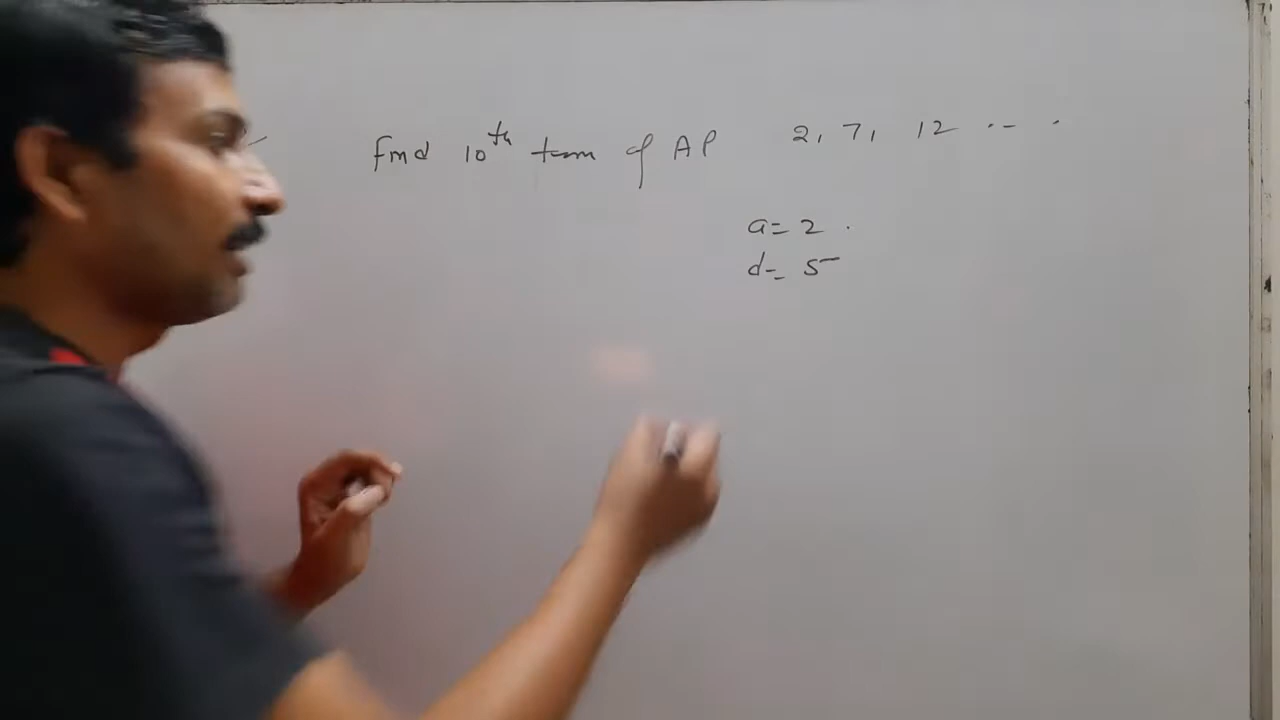 Find 10th term of AP 2, 7, 12 ...
a = 2
d = 5